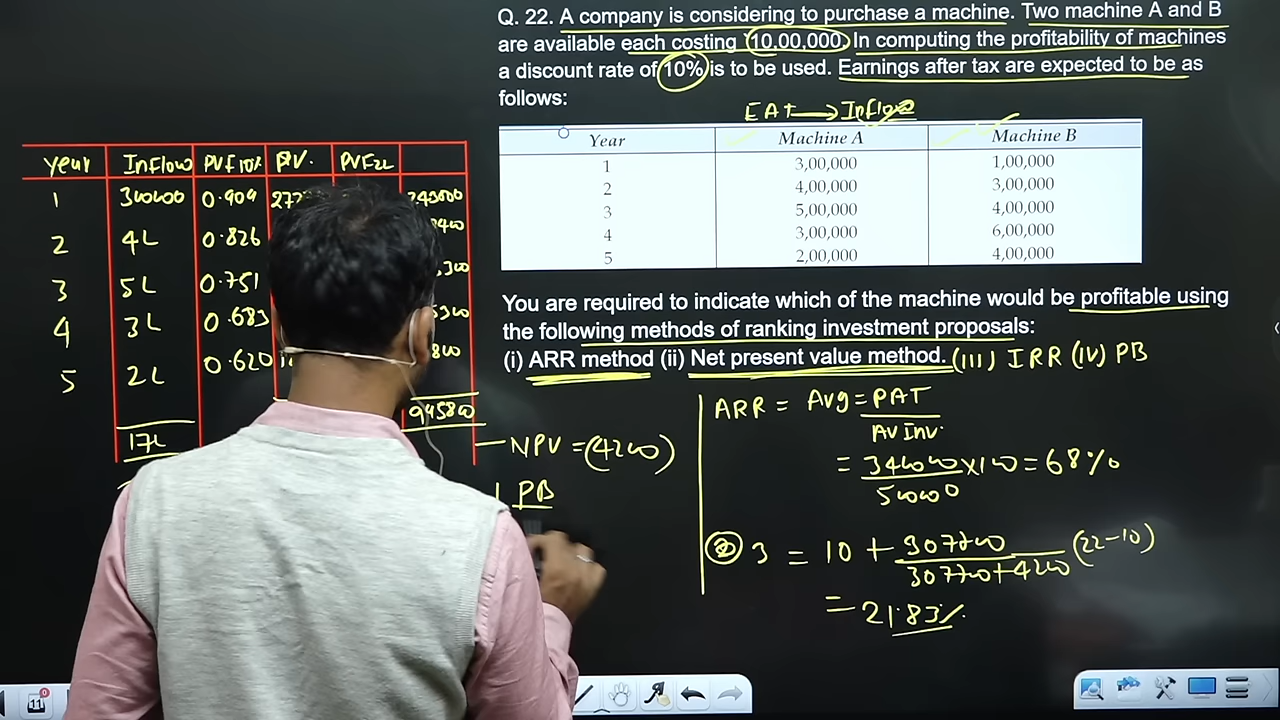 Q. 22. A company is considering to purchase a machine. Two machine A and B
are available each costing `10,00,000. In computing the profitability of machines
a discount rate of 10% is to be used. Earnings after tax are expected to be as
follows:
EAT → Inflow
Year Machine A Machine B
1 3,00,000 1,00,000
2 4,00,000 3,00,000
3 5,00,000 4,00,000
4 3,00,000 6,00,000
5 2,00,000 4,00,000
You are required to indicate which of the machine would be profitable using
the following methods of ranking investment proposals:
(i) ARR method (ii) Net present value method. (III) IRR (IV) PB
Year Inflow PVF10% PV. PVF22
1 300000 0.909 243000
2 4L 0.826
3 5L 0.751
4 3L 0.683
5 2L 0.620
945800
17L
NPV = (4200)
PB
ARR = Avg = PAT
AV Inv.
= 340000 × 100 = 68%
500000
3 = 10 + 307700 (22-10)
307700+4200
= 21.83%
11